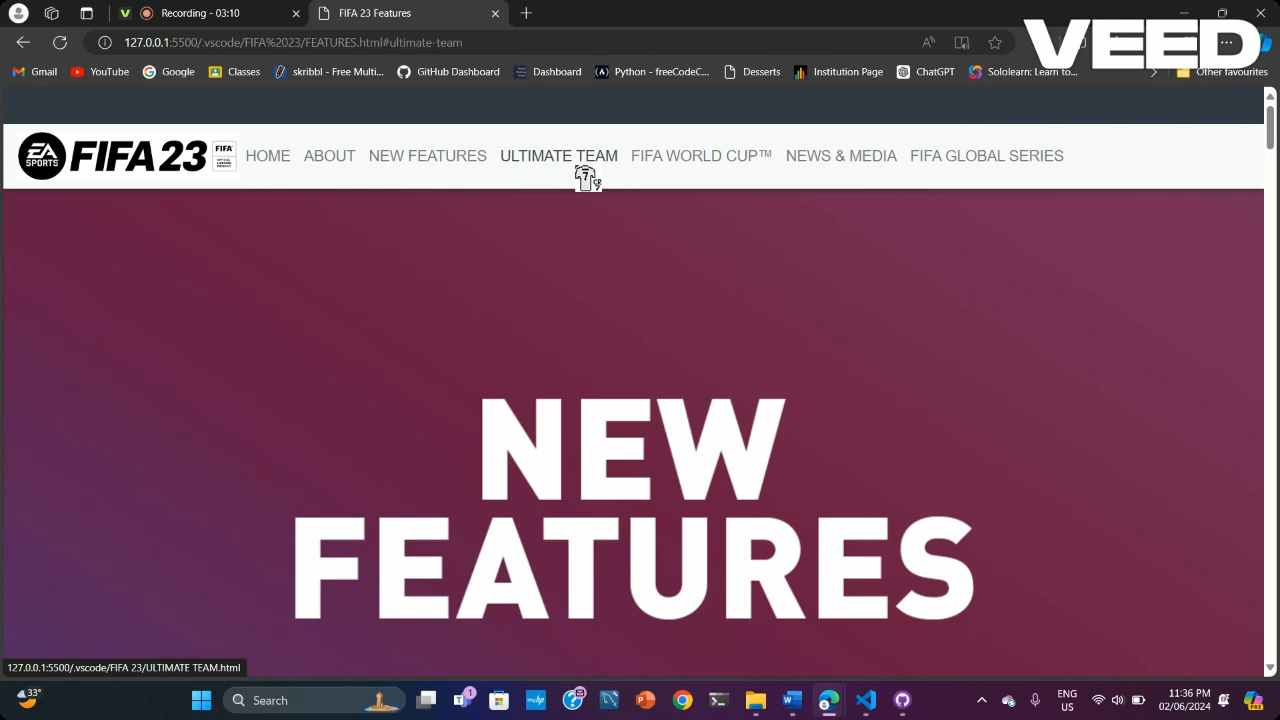 Recording - 03:10
FIFA 23 Features
127.0.0.1:5500/.vscode/FIFA%2023/FEATURES.html#ultimate-team
VEED
Gmail YouTube Google Classes skribbl - Free Multi... GitHub Dashboard Dashboard Python - freeCodeC... Desserts Institution Page ChatGPT Sololearn: Learn to... Other favourites
EA SPORTS FIFA 23 FIFA HOME ABOUT NEW FEATURES ULTIMATE TEAM FIFA WORLD CUP™ NEWS & MEDIA FIFA GLOBAL SERIES
NEW
FEATURES
127.0.0.1:5500/.vscode/FIFA 23/ULTIMATE TEAM.html
33°
Search
ENG
US
11:36 PM
02/06/2024